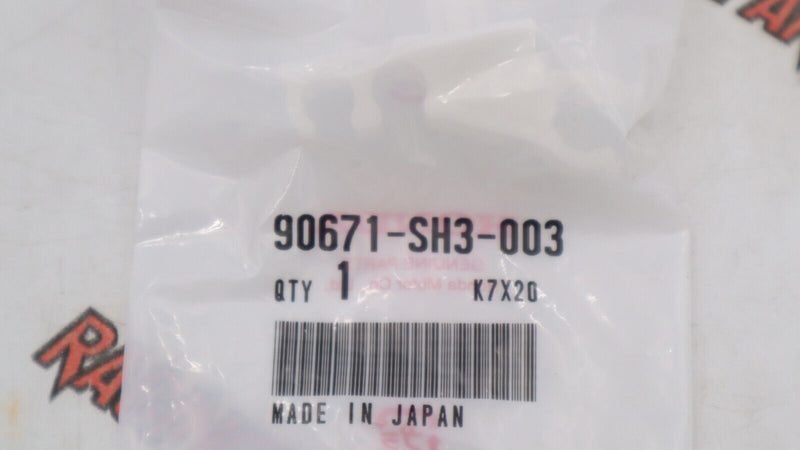 90671-SH3-003
QTY 1 K7X20
MADE IN JAPAN